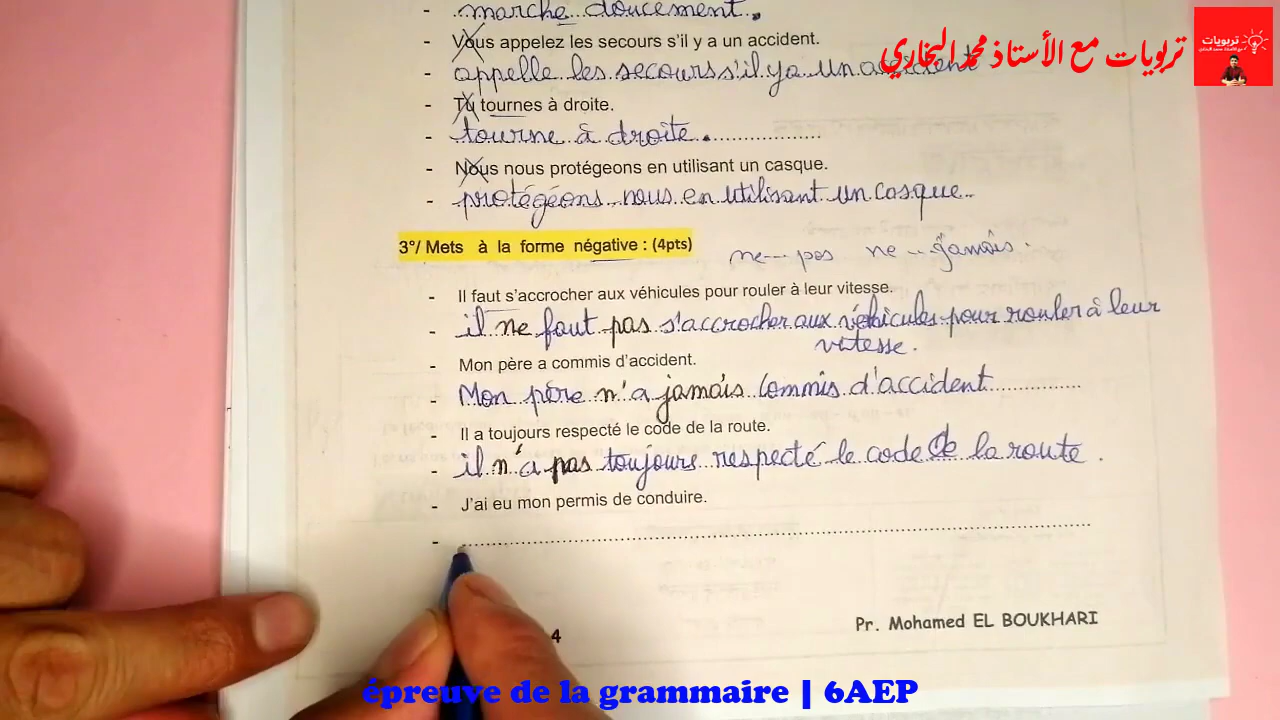 - marche doucement.
- Vous appelez les secours s'il y a un accident.
- appelle les secours s'il y a un accident
- Tu tournes à droite.
- tourne à droite.
- Nous nous protégeons en utilisant un casque.
- protégéons nous en utilisant un casque
3°/ Mets à la forme négative : (4pts)
ne--- pas ne -- jamais.
- Il faut s'accrocher aux véhicules pour rouler à leur vitesse.
- il ne faut pas s'accrocher aux véhicules pour rouler à leur
vitesse.
- Mon père a commis d'accident.
- Mon père n'a jamais commis d'accident
- Il a toujours respecté le code de la route.
- il n'a pas toujours respecté le code de la route.
- J'ai eu mon permis de conduire.
-
4
Pr. Mohamed EL BOUKHARI
تربويات مع الأستاذ محمد البخاري
تربويات
épreuve de la grammaire | 6AEP